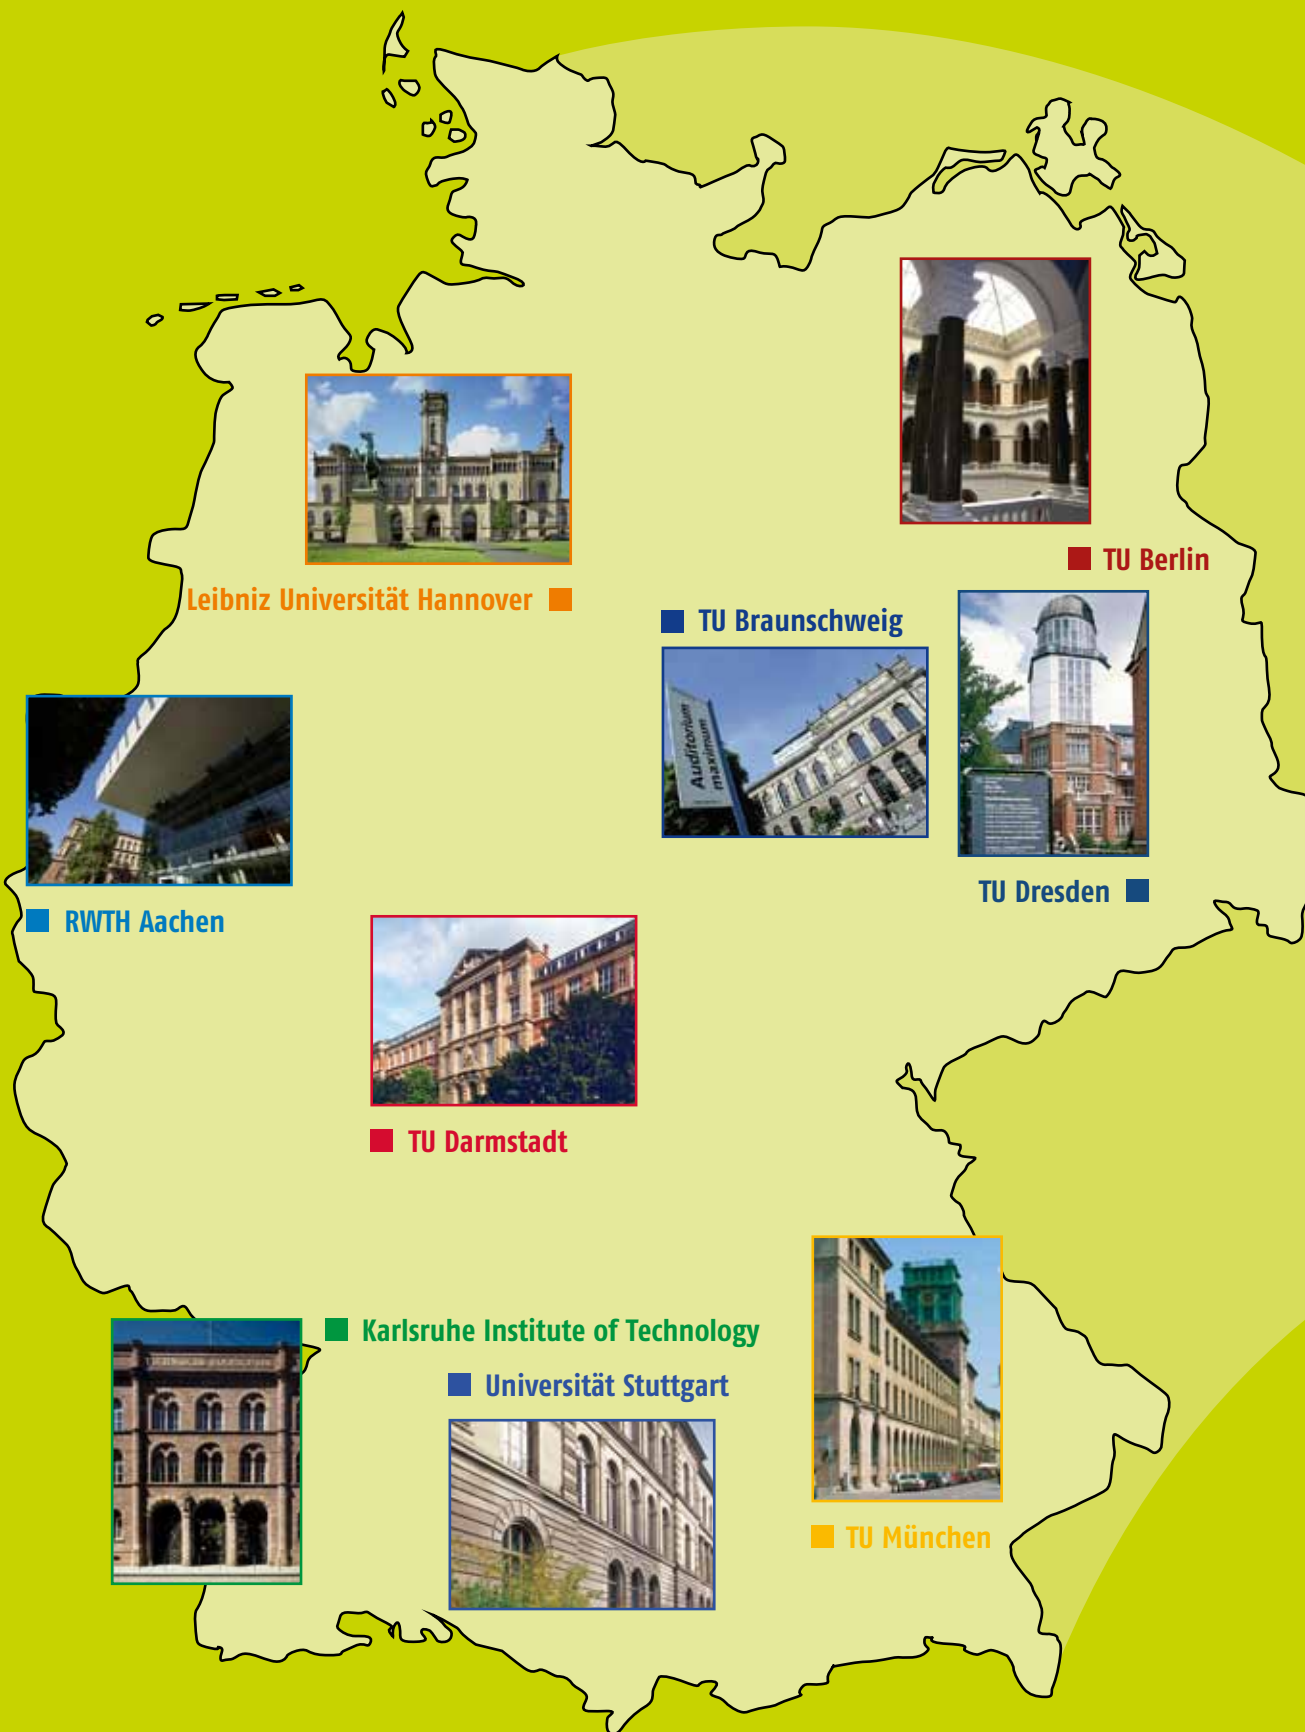 TU Berlin
Leibniz Universität Hannover
TU Braunschweig
Auditorium
maximum
TU Dresden
RWTH Aachen
TU Darmstadt
Karlsruhe Institute of Technology
Universität Stuttgart
TU München